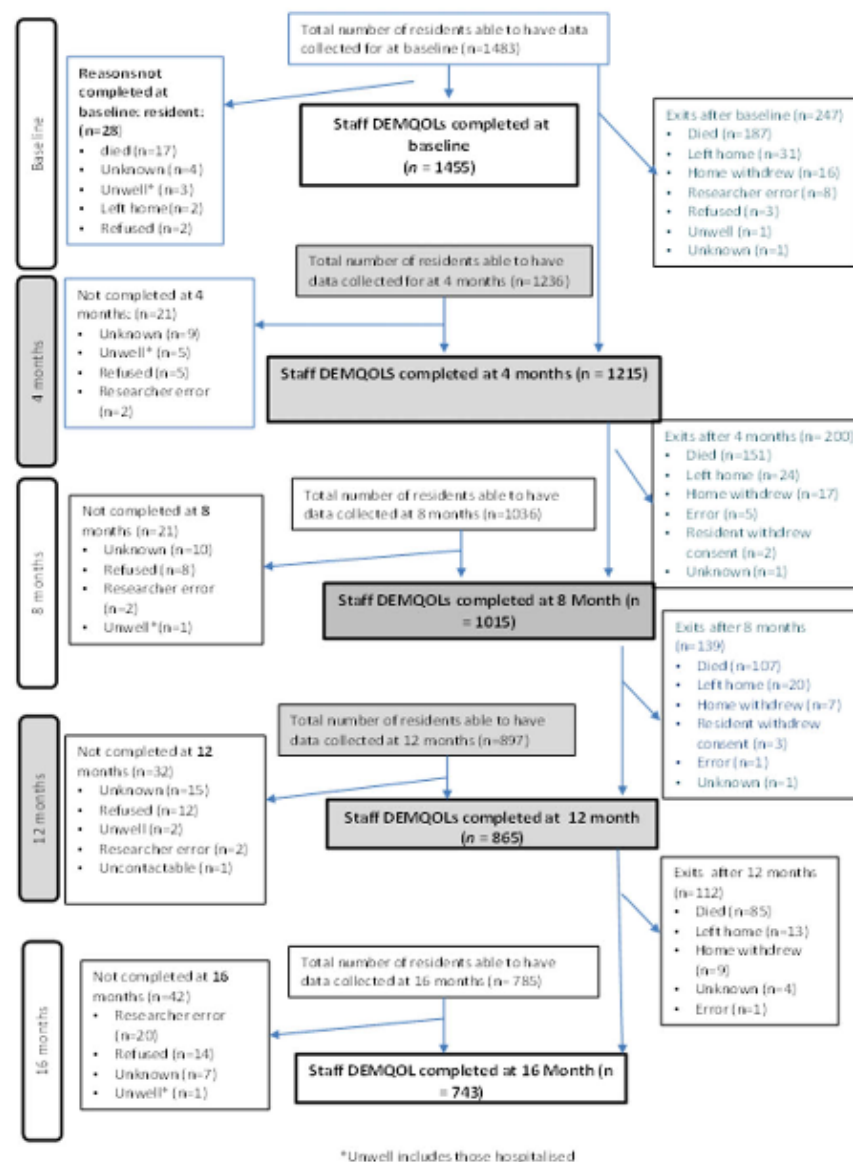 Total number of residents able to have data
collected for at baseline (n=1483)
Baseline
Reasons not
completed at
baseline: resident:
(n=28)
• died (n=17)
• Unknown (n=4)
• Unwell* (n=3)
• Left home (n=2)
• Refused (n=2)
Staff DEMQOLs completed at
baseline
(n = 1455)
Exits after baseline (n=247)
• Died (n=187)
• Left home (n=31)
• Home withdrew (n=16)
• Researcher error (n=8)
• Refused (n=3)
• Unwell (n=1)
• Unknown (n=1)
Total number of residents able to have
data collected for at 4 months (n=1236)
4 months
Not completed at 4
months: (n=21)
• Unknown (n=9)
• Unwell* (n=5)
• Refused (n=5)
• Researcher error
(n=2)
Staff DEMQOLS completed at 4 months (n = 1215)
Exits after 4 months (n= 200)
• Died (n=151)
• Left home (n=24)
• Home withdrew (n=17)
• Error (n=5)
• Resident withdrew
consent (n=2)
• Unknown (n=1)
Total number of residents able to have
data collected at 8 months (n=1036)
8 months
Not completed at 8
months (n=21)
• Unknown (n=10)
• Refused (n=8)
• Researcher error
(n=2)
• Unwell*(n=1)
Staff DEMQOLs completed at 8 Month (n
= 1015)
Exits after 8 months
(n=139)
• Died (n=107)
• Left home (n=20)
• Home withdrew (n=7)
• Resident withdrew
consent (n=3)
• Error (n=1)
• Unknown (n=1)
Total number of residents able to have
data collected at 12 months (n=897)
12 months
Not completed at 12
months (n=32)
• Unknown (n=15)
• Refused (n=12)
• Unwell (n=2)
• Researcher error (n=2)
• Uncontactable (n=1)
Staff DEMQOLs completed at 12 month
(n = 865)
Exits after 12 months
(n=112)
• Died (n=85)
• Left home (n=13)
• Home withdrew
(n=9)
• Unknown (n=4)
• Error (n=1)
Total number of residents able to have
data collected at 16 months (n= 785)
16 months
Not completed at 16
months (n=42)
• Researcher error
(n=20)
• Refused (n=14)
• Unknown (n=7)
• Unwell* (n=1)
Staff DEMQOL completed at 16 Month (n
= 743)
*Unwell includes those hospitalised